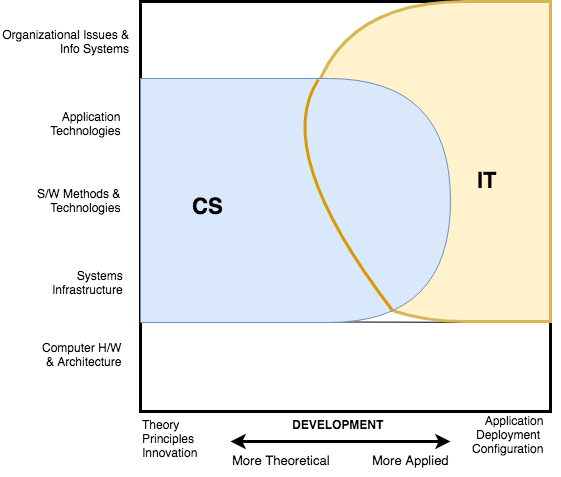 Organizational Issues &
Info Systems
Application
Technologies
S/W Methods &
Technologies
Systems
Infrastructure
Computer H/W
& Architecture
CS
IT
Theory
Principles
Innovation
DEVELOPMENT
More Theoretical
More Applied
Application
Deployment
Configuration